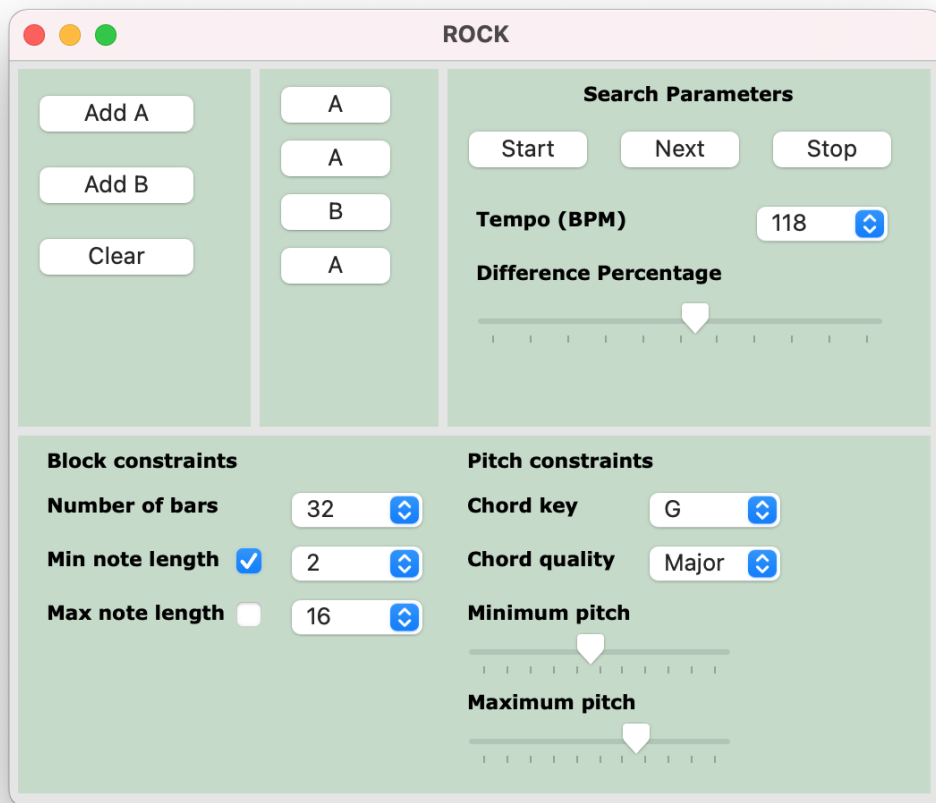 ROCK
Add A
Add B
Clear
A
A
B
A
Search Parameters
Start Next Stop
Tempo (BPM) 118
Difference Percentage
Block constraints
Number of bars 32
Min note length 2
Max note length 16
Pitch constraints
Chord key G
Chord quality Major
Minimum pitch
Maximum pitch